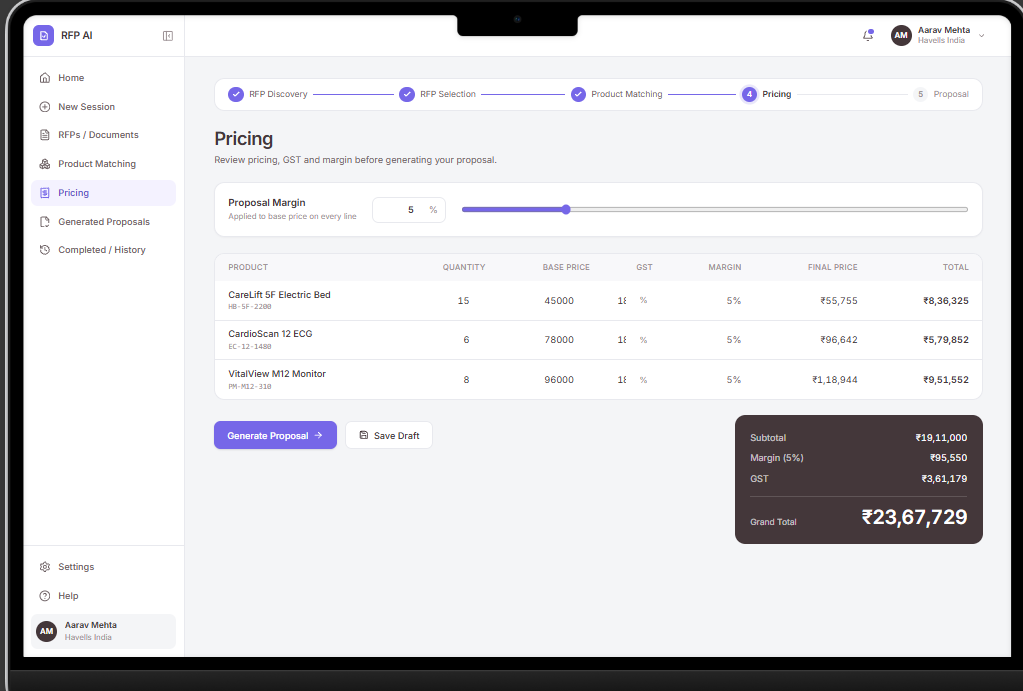 RFP AI
AM
Aarav Mehta
Havells India
Home
New Session
RFPs / Documents
Product Matching
Pricing
Generated Proposals
Completed / History
Settings
Help
AM
Aarav Mehta
Havells India
RFP Discovery
RFP Selection
Product Matching
4 Pricing
5 Proposal
Pricing
Review pricing, GST and margin before generating your proposal.
Proposal Margin
Applied to base price on every line
5 %
PRODUCT QUANTITY BASE PRICE GST MARGIN FINAL PRICE TOTAL
CareLift 5F Electric Bed
HB-5F-2200
15 45000 18 % 5% ₹55,755 ₹8,36,325
CardioScan 12 ECG
EC-12-1480
6 78000 18 % 5% ₹96,642 ₹5,79,852
VitalView M12 Monitor
PM-M12-310
8 96000 18 % 5% ₹1,18,944 ₹9,51,552
Generate Proposal →
Save Draft
Subtotal ₹19,11,000
Margin (5%) ₹95,550
GST ₹3,61,179
Grand Total ₹23,67,729